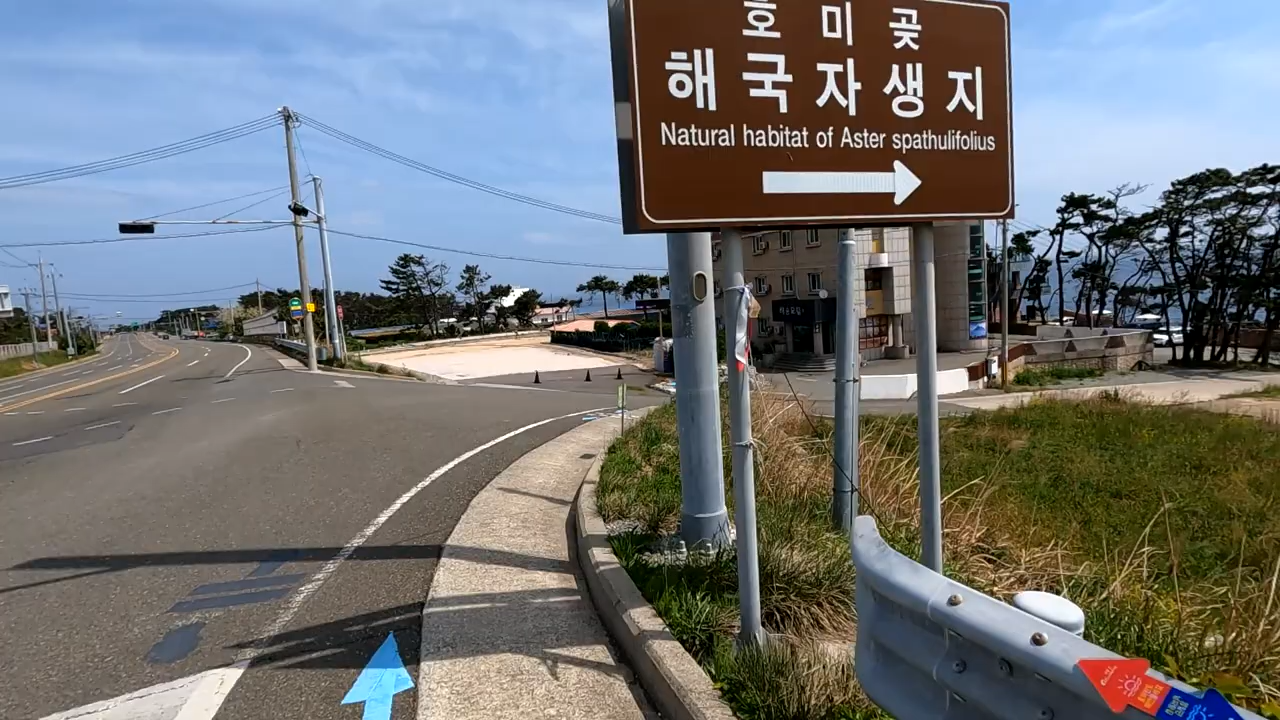 호미곶
해국자생지
Natural habitat of Aster spathulifolius